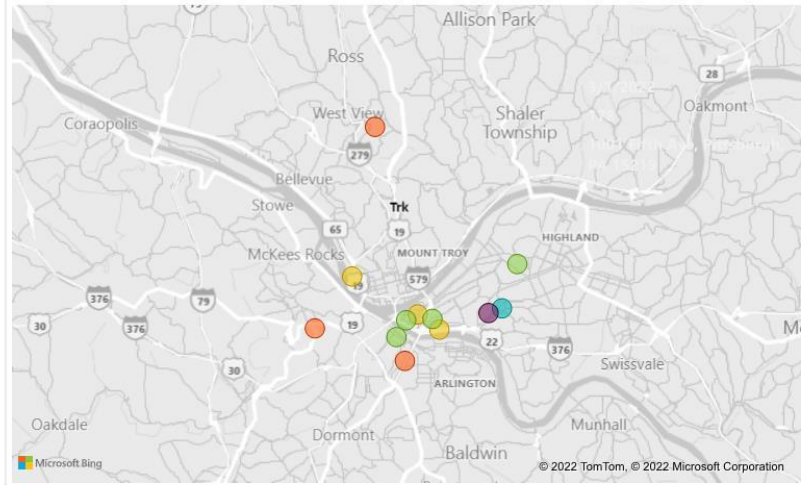 19
Allison Park
Ross
28
Oakmont
Coraopolis
West View
Shaler
Township
279
Bellevue
Stowe
Trk
65
19
HIGHLAND
McKees Rocks
MOUNT TROY
579
19
376
79
30
376
19
22
376
30
Swissvale
ARLINGTON
Oakdale
Dormont
Munhall
Baldwin
Microsoft Bing
© 2022 TomTom, © 2022 Microsoft Corporation